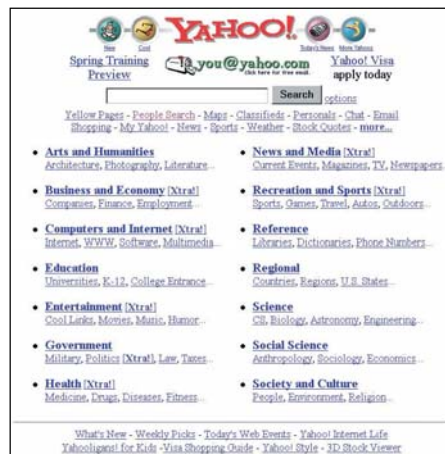 YAHOO!
New Cool Today's News More Yahoos
Spring Training Preview
you@yahoo.com
Click here for free email.
Yahoo! Visa
apply today
Search options
Yellow Pages - People Search - Maps - Classifieds - Personals - Chat - Email
Shopping - My Yahoo! - News - Sports - Weather - Stock Quotes - more...
Arts and Humanities
Architecture, Photography, Literature...
Business and Economy [Xtra!]
Companies, Finance, Employment...
Computers and Internet [Xtra!]
Internet, WWW, Software, Multimedia...
Education
Universities, K-12, College Entrance...
Entertainment [Xtra!]
Cool Links, Movies, Music, Humor...
Government
Military, Politics [Xtra!], Law, Taxes...
Health [Xtra!]
Medicine, Drugs, Diseases, Fitness...
News and Media [Xtra!]
Current Events, Magazines, TV, Newspapers...
Recreation and Sports [Xtra!]
Sports, Games, Travel, Autos, Outdoors...
Reference
Libraries, Dictionaries, Phone Numbers...
Regional
Countries, Regions, U.S. States...
Science
CS, Biology, Astronomy, Engineering...
Social Science
Anthropology, Sociology, Economics...
Society and Culture
People, Environment, Religion...
What's New - Weekly Picks - Today's Web Events - Yahoo! Internet Life
Yahooligans! for Kids -Visa Shopping Guide - Yahoo! Style - 3D Stock Viewer